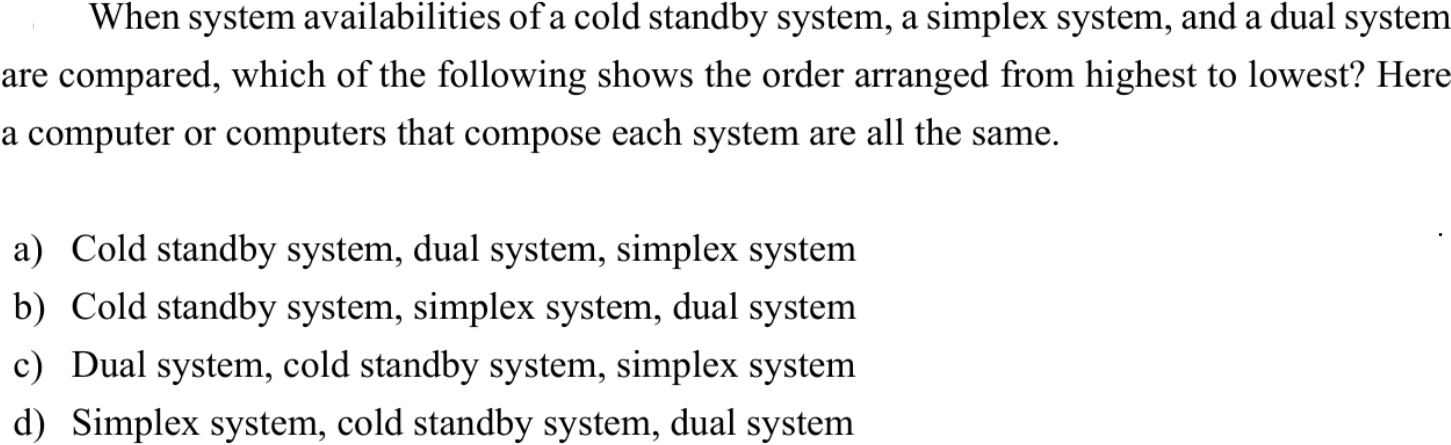 When system availabilities of a cold standby system, a simplex system, and a dual system
are compared, which of the following shows the order arranged from highest to lowest? Here
a computer or computers that compose each system are all the same.
a) Cold standby system, dual system, simplex system
b) Cold standby system, simplex system, dual system
c) Dual system, cold standby system, simplex system
d) Simplex system, cold standby system, dual system